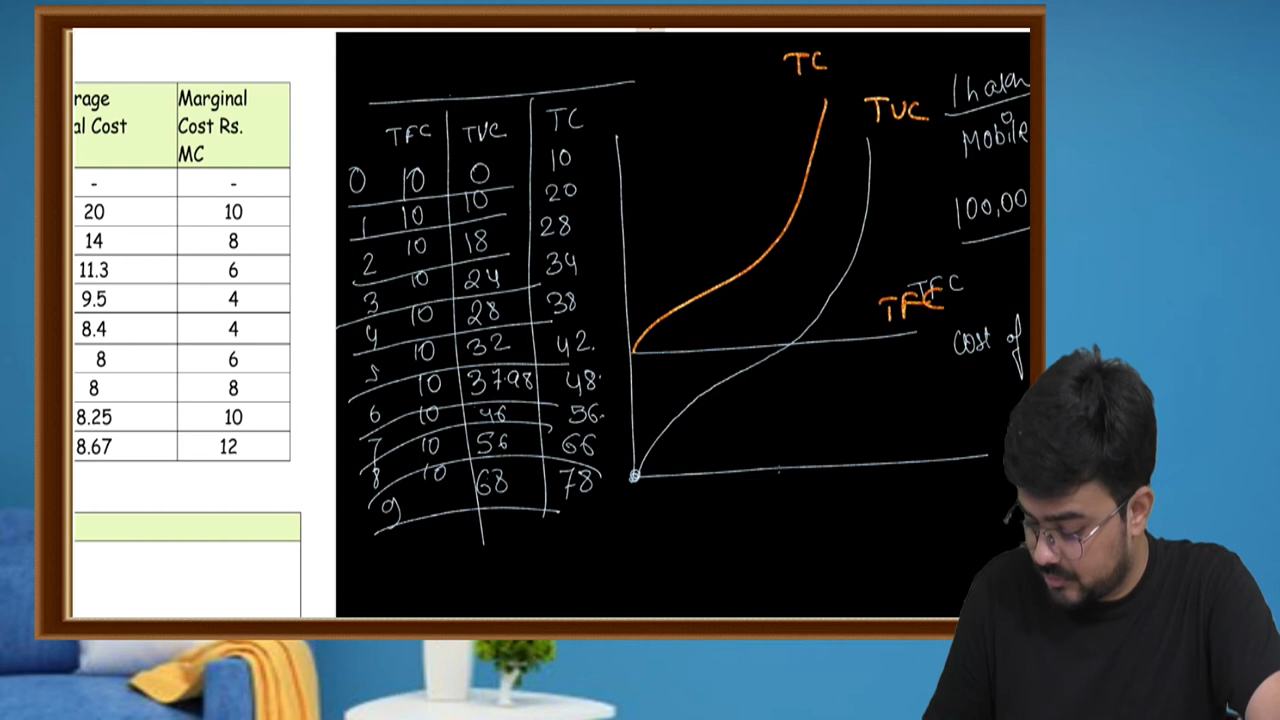 rage
al Cost
Marginal
Cost Rs.
MC
- -
20 10
14 8
11.3 6
9.5 4
8.4 4
8 6
8 8
8.25 10
8.67 12
TFC TVC TC
0 10 0 10
1 10 10 20
2 10 18 28
3 10 24 34
4 10 28 38
5 10 32 42.
6 10 37.98 48.
7 10 46 56.
8 10 56 66
9 10 68 78
TC
TVC
TFC
TFC
Mobile
100,00
cost of